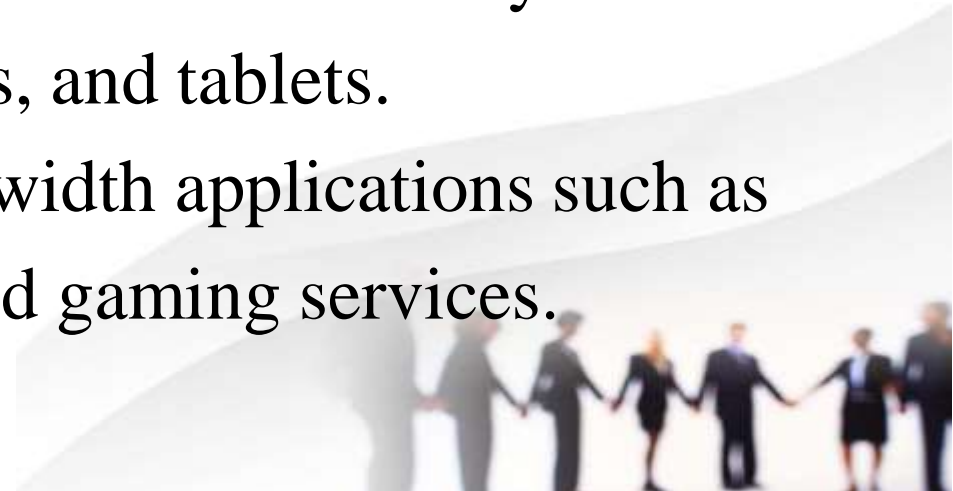 s, and tablets.
width applications such as
d gaming services.